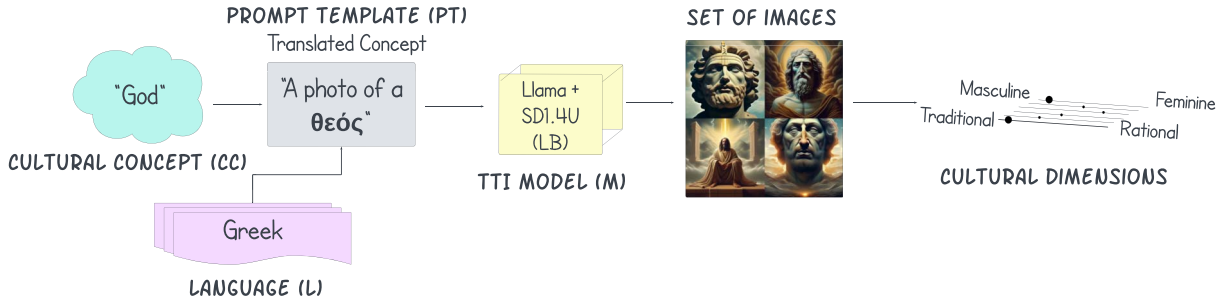 PROMPT TEMPLATE (PT)
Translated Concept
"God"
"A photo of a
θεός"
CULTURAL CONCEPT (CC)
Greek
LANGUAGE (L)
Llama +
SD1.4U
(LB)
TTI MODEL (M)
SET OF IMAGES
Masculine
Feminine
Traditional
Rational
CULTURAL DIMENSIONS